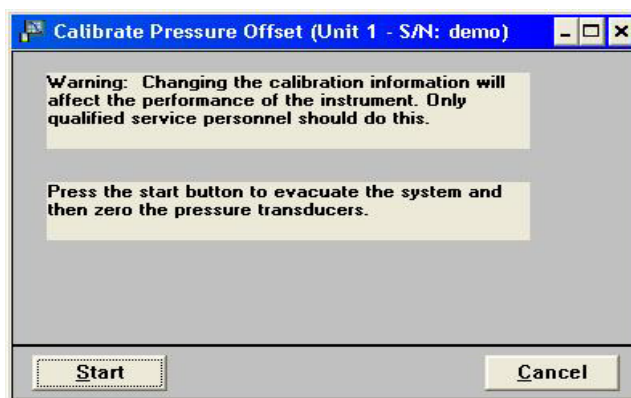 Calibrate Pressure Offset (Unit 1 - S/N: demo)
Warning: Changing the calibration information will
affect the performance of the instrument. Only
qualified service personnel should do this.
Press the start button to evacuate the system and
then zero the pressure transducers.
Start
Cancel